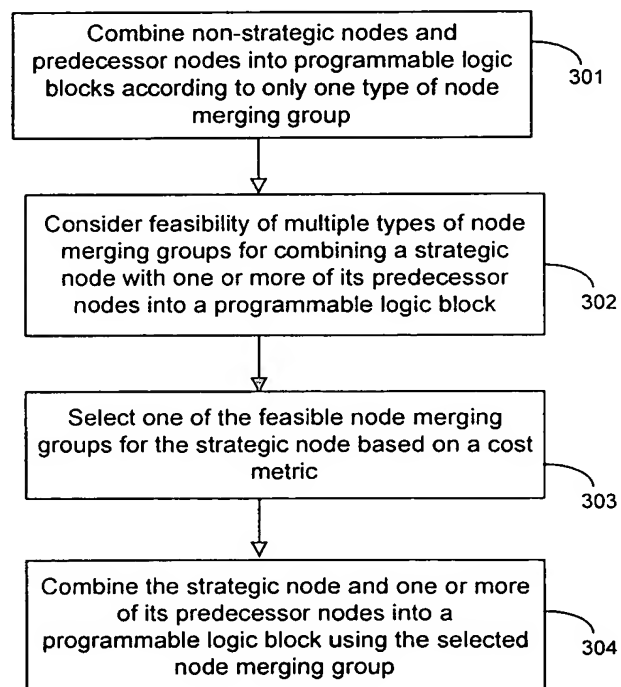 Combine non-strategic nodes and
predecessor nodes into programmable logic
blocks according to only one type of node
merging group
301
Consider feasibility of multiple types of node
merging groups for combining a strategic
node with one or more of its predecessor
nodes into a programmable logic block
302
Select one of the feasible node merging
groups for the strategic node based on a cost
metric
303
Combine the strategic node and one or more
of its predecessor nodes into a
programmable logic block using the selected
node merging group
304